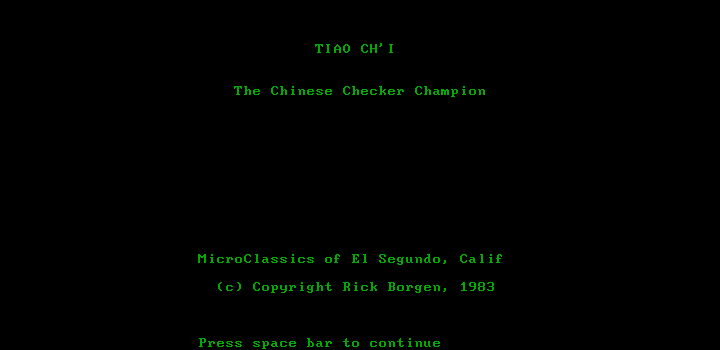 TIAO CH'I
The Chinese Checker Champion
MicroClassics of El Segundo, Calif
(c) Copyright Rick Borgen, 1983
Press space bar to continue